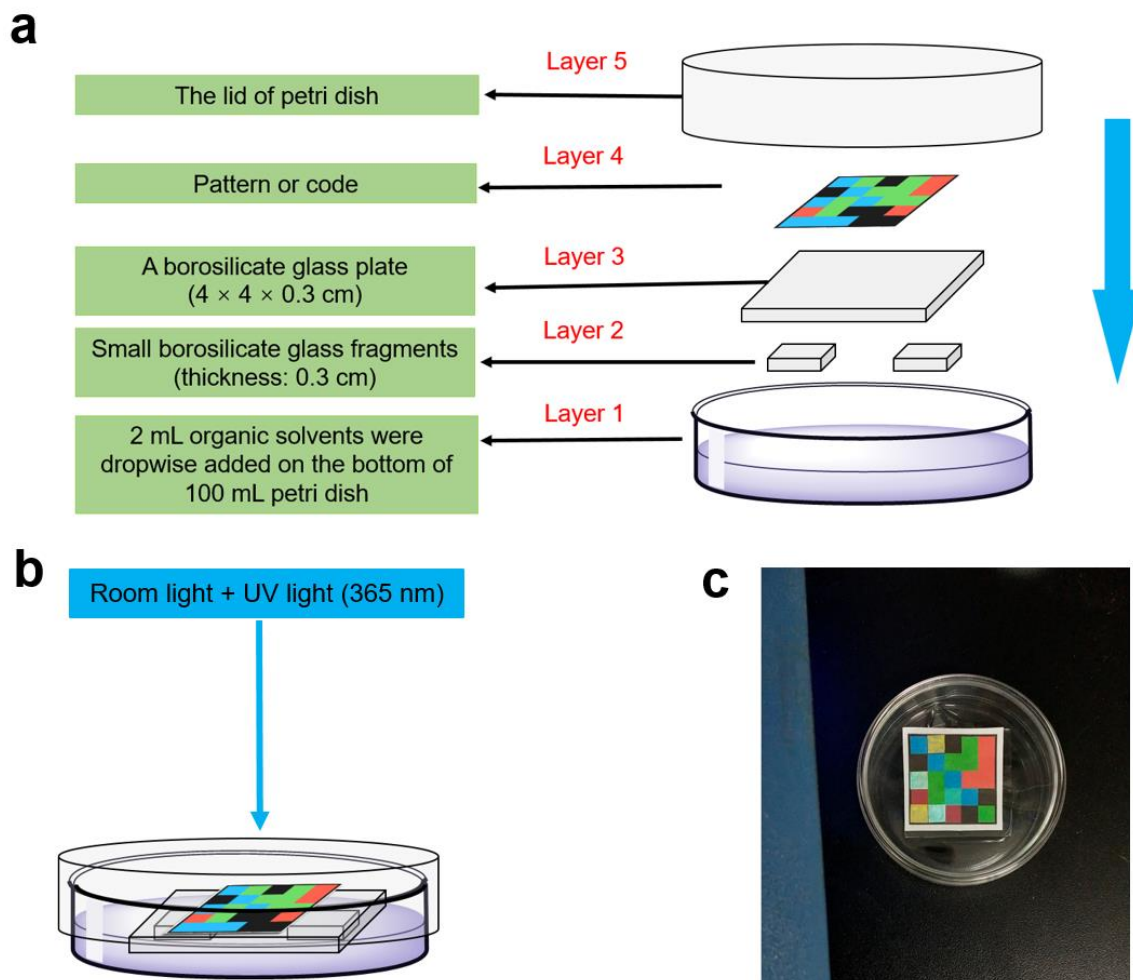 a
Layer 5
The lid of petri dish
Layer 4
Pattern or code
Layer 3
A borosilicate glass plate
(4 × 4 × 0.3 cm)
Layer 2
Small borosilicate glass fragments
(thickness: 0.3 cm)
Layer 1
2 mL organic solvents were
dropwise added on the bottom of
100 mL petri dish
b
Room light + UV light (365 nm)
c